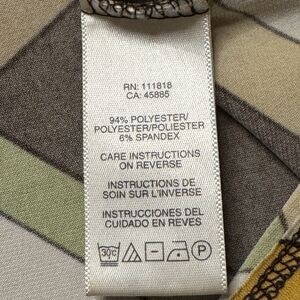 RN: 111818
CA: 45885
94% POLYESTER/
POLYESTER/POLIESTER
6% SPANDEX
CARE INSTRUCTIONS
ON REVERSE
INSTRUCTIONS DE
SOIN SUR L'INVERSE
INSTRUCCIONES DEL
CUIDADO EN REVES
30C P